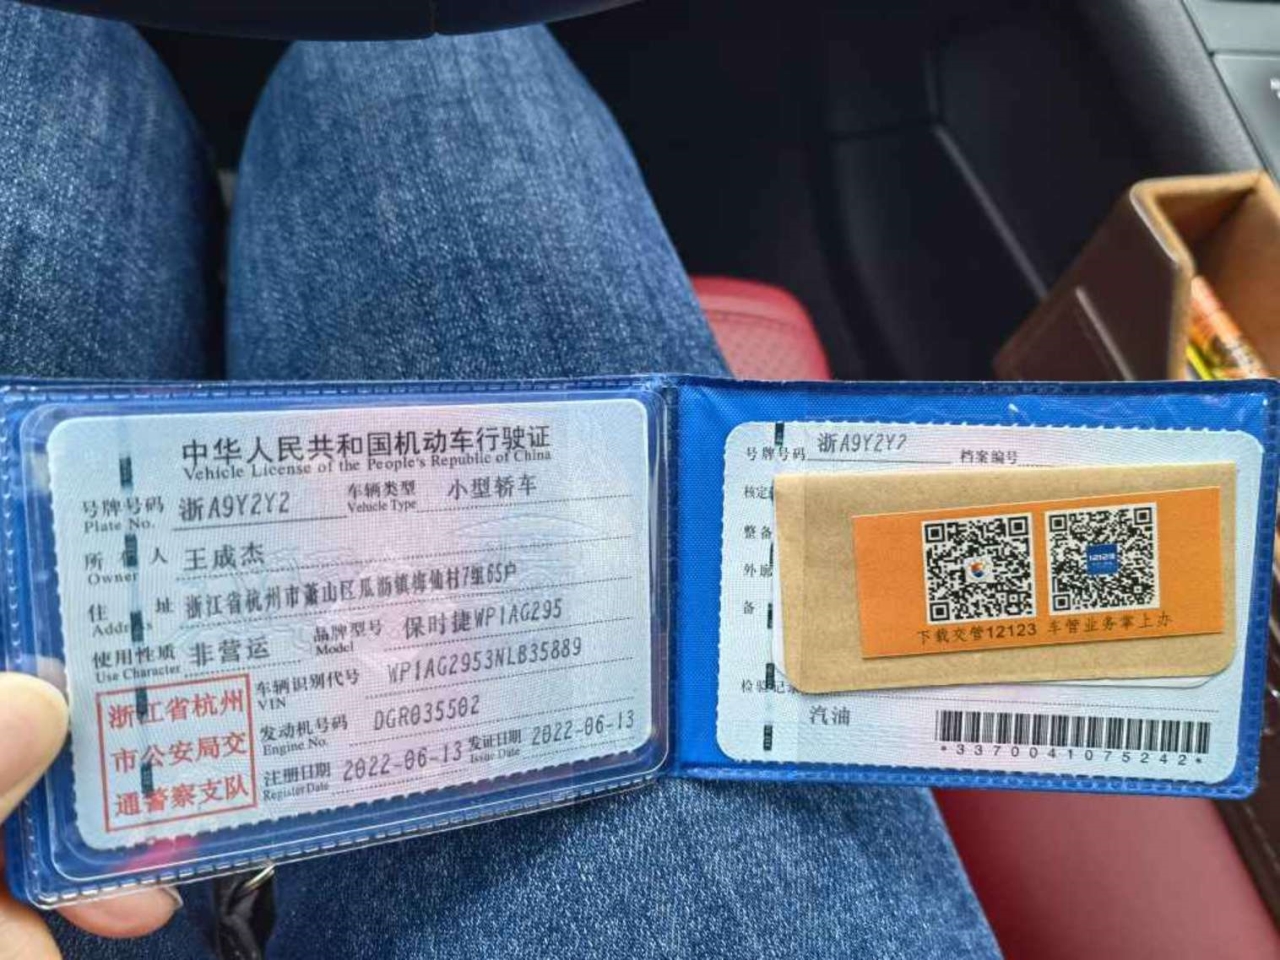 中华人民共和国机动车行驶证
Vehicle License of the People's Republic of China
号牌号码 浙A9Y2Y2 车辆类型 小型轿车
Plate No. Vehicle Type
所有人 王成杰
Owner
住址 浙江省杭州市萧山区瓜沥镇梅仙村7组65户
Address
使用性质 非营运 品牌型号 保时捷WP1AG295
Use Character Model
浙江省杭州
市公安局交
通警察支队
车辆识别代号 WP1AG2953NLB35889
VIN
发动机号码 DGR035502
Engine No.
注册日期 2022-06-13 发证日期 2022-06-13
Register Date Issue Date
号牌号码 浙A9Y2Y2 档案编号
核定
整备
外廓
备
12123
下载交管12123 车管业务掌上办
检验记录
汽油
*3370041075242*